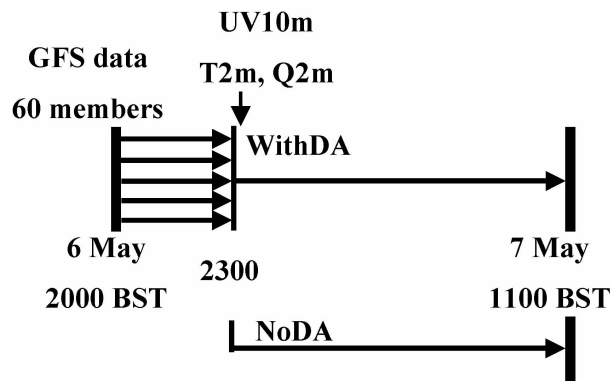 UV10m
GFS data
T2m, Q2m
60 members
WithDA
6 May
7 May
2300
2000 BST
1100 BST
NoDA